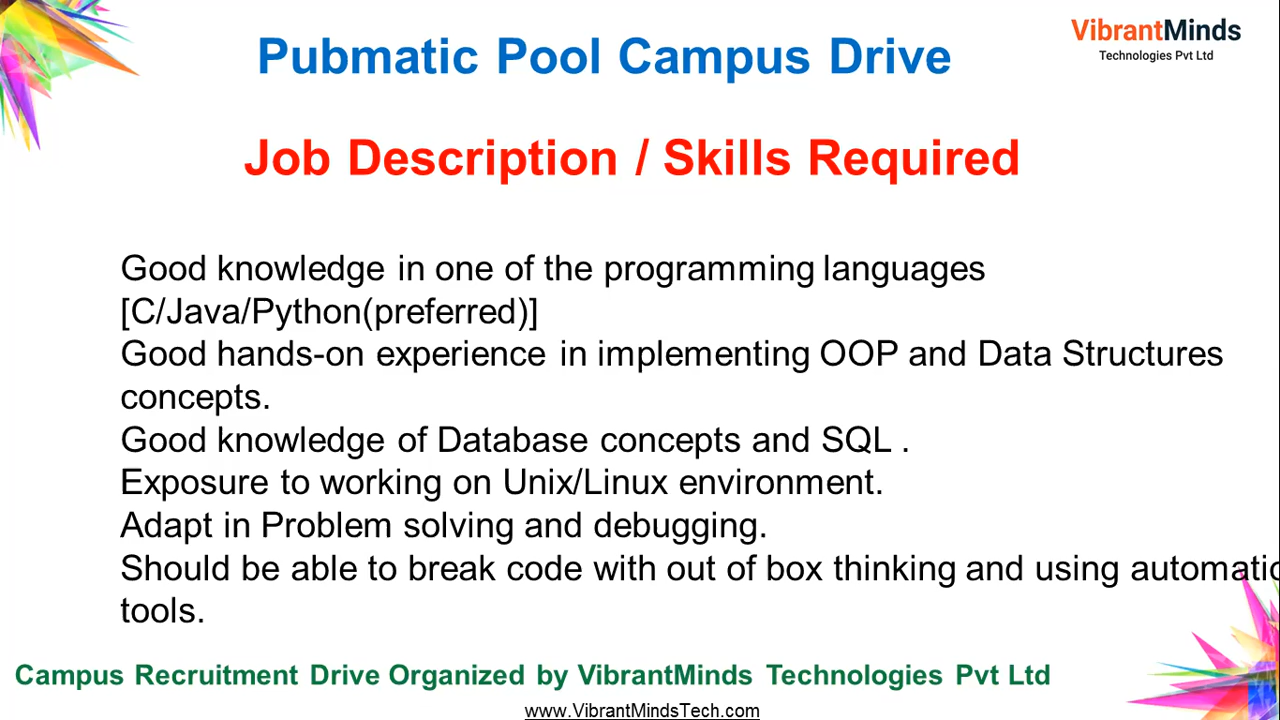 VibrantMinds
Technologies Pvt Ltd
Pubmatic Pool Campus Drive
Job Description / Skills Required
Good knowledge in one of the programming languages
[C/Java/Python(preferred)]
Good hands-on experience in implementing OOP and Data Structures
concepts.
Good knowledge of Database concepts and SQL .
Exposure to working on Unix/Linux environment.
Adapt in Problem solving and debugging.
Should be able to break code with out of box thinking and using automatic
tools.
Campus Recruitment Drive Organized by VibrantMinds Technologies Pvt Ltd
www.VibrantMindsTech.com